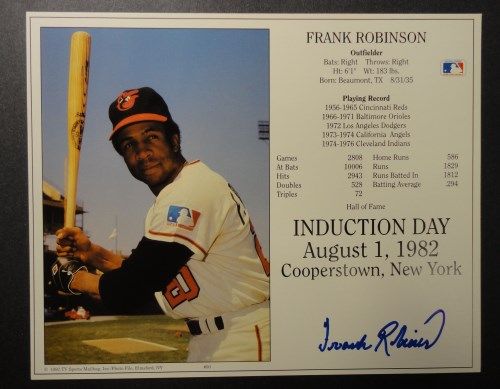 FRANK ROBINSON
Outfielder
Bats: Right Throws: Right
Ht: 6'1" Wt: 183 lbs.
Born: Beaumont, TX 8/31/35
Playing Record
1956-1965 Cincinnati Reds
1966-1971 Baltimore Orioles
1972 Los Angeles Dodgers
1973-1974 California Angels
1974-1976 Cleveland Indians
Games 2808 Home Runs 586
At Bats 10006 Runs 1829
Hits 2943 Runs Batted In 1812
Doubles 528 Batting Average .294
Triples 72
Hall of Fame
INDUCTION DAY
August 1, 1982
Cooperstown, New York
Frank Robinson